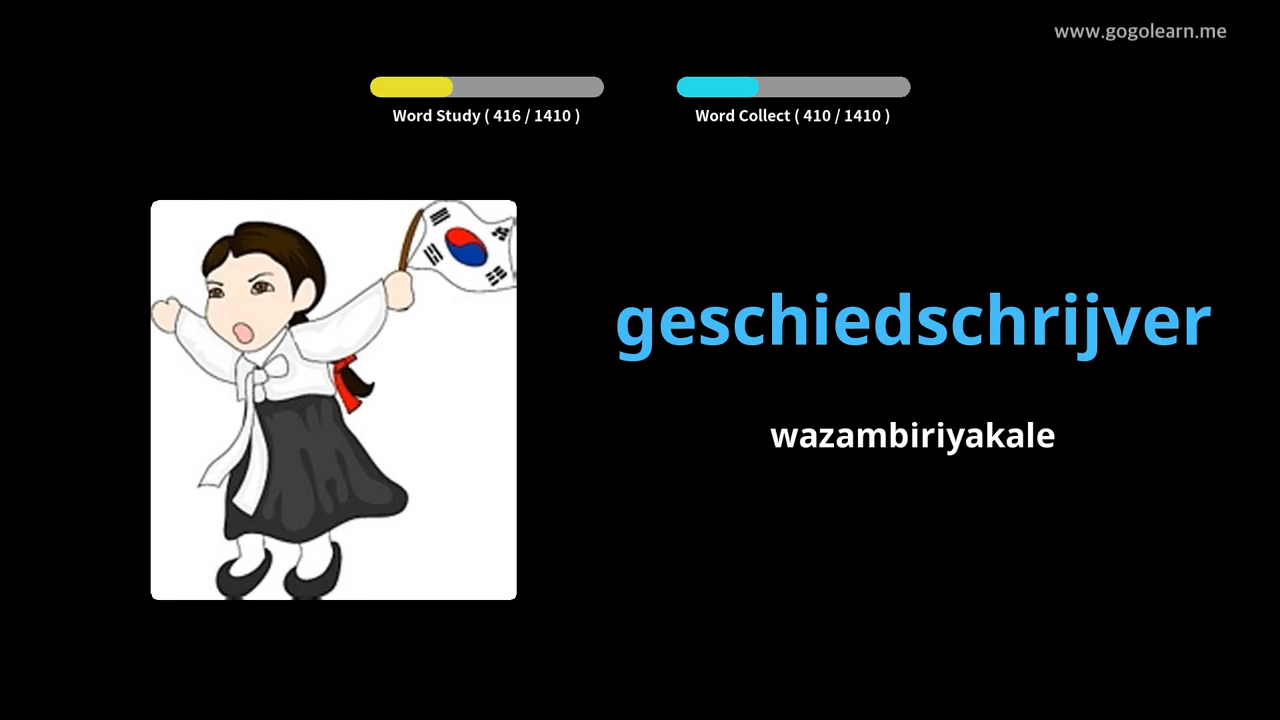 www.gogolearn.me
Word Study ( 416 / 1410 )
Word Collect ( 410 / 1410 )
geschiedschrijver
wazambiriyakale